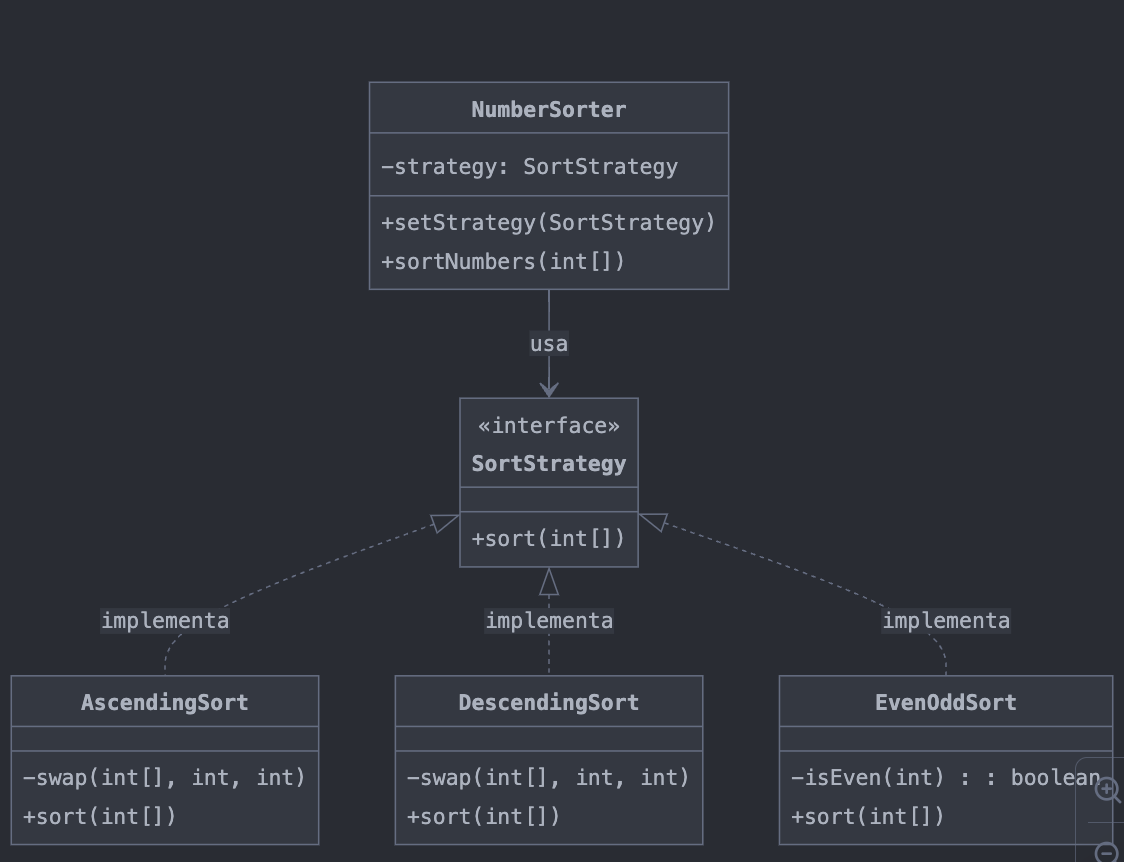 NumberSorter
-strategy: SortStrategy
+setStrategy(SortStrategy)
+sortNumbers(int[])
usa
«interface»
SortStrategy
+sort(int[])
implementa
implementa
implementa
AscendingSort
-swap(int[], int, int)
+sort(int[])
DescendingSort
-swap(int[], int, int)
+sort(int[])
EvenOddSort
-isEven(int) : : boolean
+sort(int[])